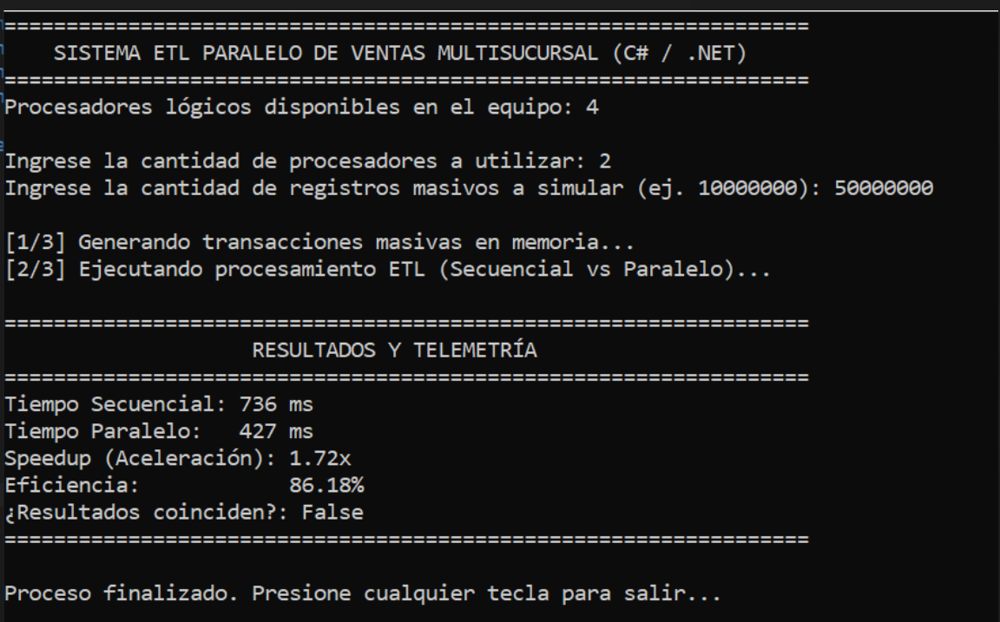 =================================================================
SISTEMA ETL PARALELO DE VENTAS MULTISUCURSAL (C# / .NET)
=================================================================
Procesadores lógicos disponibles en el equipo: 4
Ingrese la cantidad de procesadores a utilizar: 2
Ingrese la cantidad de registros masivos a simular (ej. 10000000): 50000000
[1/3] Generando transacciones masivas en memoria...
[2/3] Ejecutando procesamiento ETL (Secuencial vs Paralelo)...
=================================================================
RESULTADOS Y TELEMETRÍA
=================================================================
Tiempo Secuencial: 736 ms
Tiempo Paralelo:   427 ms
Speedup (Aceleración): 1.72x
Eficiencia:            86.18%
¿Resultados coinciden?: False
=================================================================
Proceso finalizado. Presione cualquier tecla para salir...